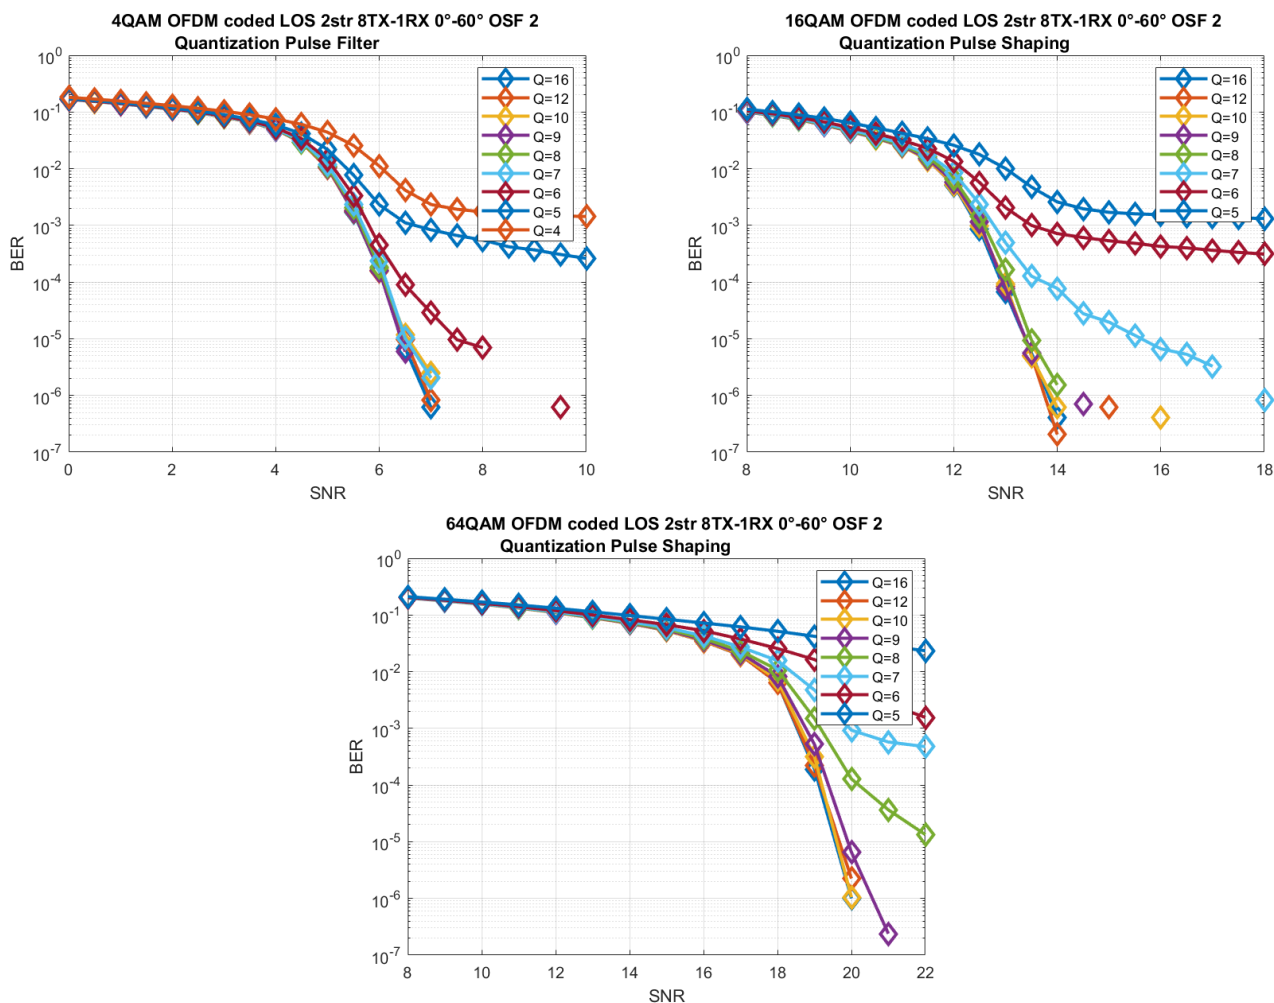 4QAM OFDM coded LOS 2str 8TX-1RX 0°-60° OSF 2
Quantization Pulse Filter
10^0
10^-1
10^-2
10^-3
10^-4
10^-5
10^-6
10^-7
BER
0 2 4 6 8 10
SNR
Q=16
Q=12
Q=10
Q=9
Q=8
Q=7
Q=6
Q=5
Q=4
16QAM OFDM coded LOS 2str 8TX-1RX 0°-60° OSF 2
Quantization Pulse Shaping
10^0
10^-1
10^-2
10^-3
10^-4
10^-5
10^-6
10^-7
BER
8 10 12 14 16 18
SNR
Q=16
Q=12
Q=10
Q=9
Q=8
Q=7
Q=6
Q=5
64QAM OFDM coded LOS 2str 8TX-1RX 0°-60° OSF 2
Quantization Pulse Shaping
10^0
10^-1
10^-2
10^-3
10^-4
10^-5
10^-6
10^-7
BER
8 10 12 14 16 18 20 22
SNR
Q=16
Q=12
Q=10
Q=9
Q=8
Q=7
Q=6
Q=5